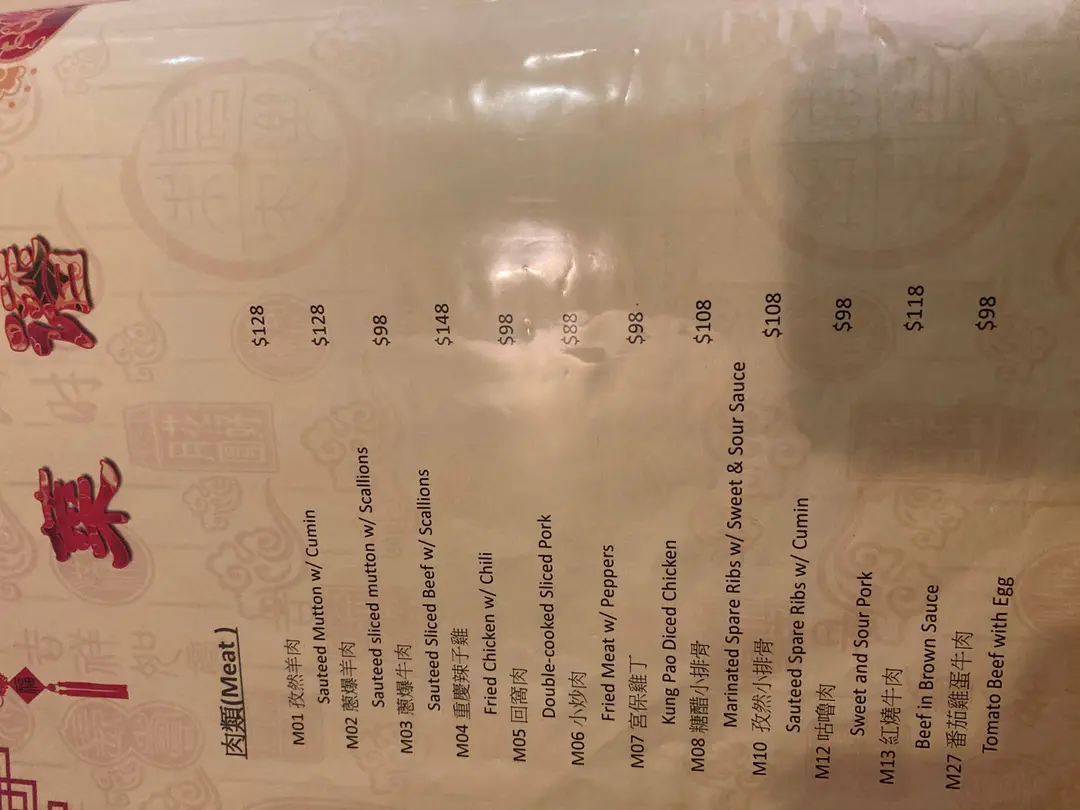 菜
肉類(Meat )
M01 孜然羊肉 $128
Sauteed Mutton w/ Cumin
M02 蔥爆羊肉 $128
Sauteed sliced mutton w/ Scallions
M03 蔥爆牛肉 $98
Sauteed Sliced Beef w/ Scallions
M04 重慶辣子雞 $148
Fried Chicken w/ Chili
M05 回窩肉 $98
Double-cooked Sliced Pork
M06 小炒肉 $88
Fried Meat w/ Peppers
M07 宮保雞丁 $98
Kung Pao Diced Chicken
M08 糖醋小排骨 $108
Marinated Spare Ribs w/ Sweet & Sour Sauce
M10 孜然小排骨 $108
Sauteed Spare Ribs w/ Cumin
M12 咕嚕肉 $98
Sweet and Sour Pork
M13 紅燒牛肉 $118
Beef in Brown Sauce
M27 番茄雞蛋牛肉 $98
Tomato Beef with Egg